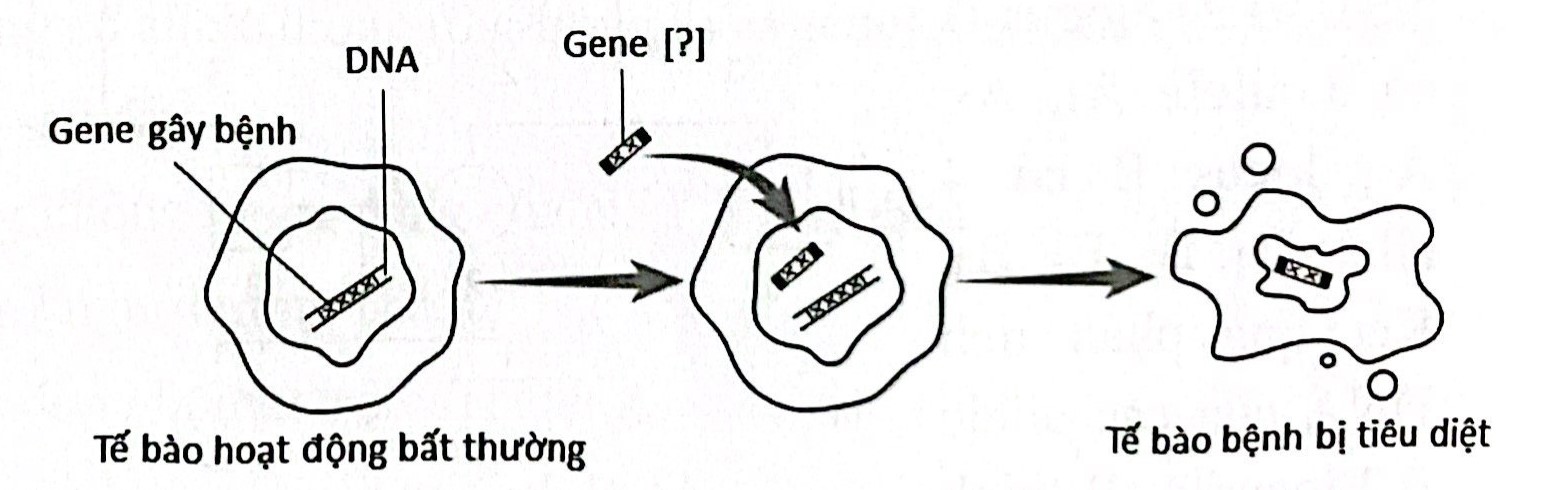 DNA
Gene [?]
Gene gây bệnh
Tế bào hoạt động bất thường
Tế bào bệnh bị tiêu diệt